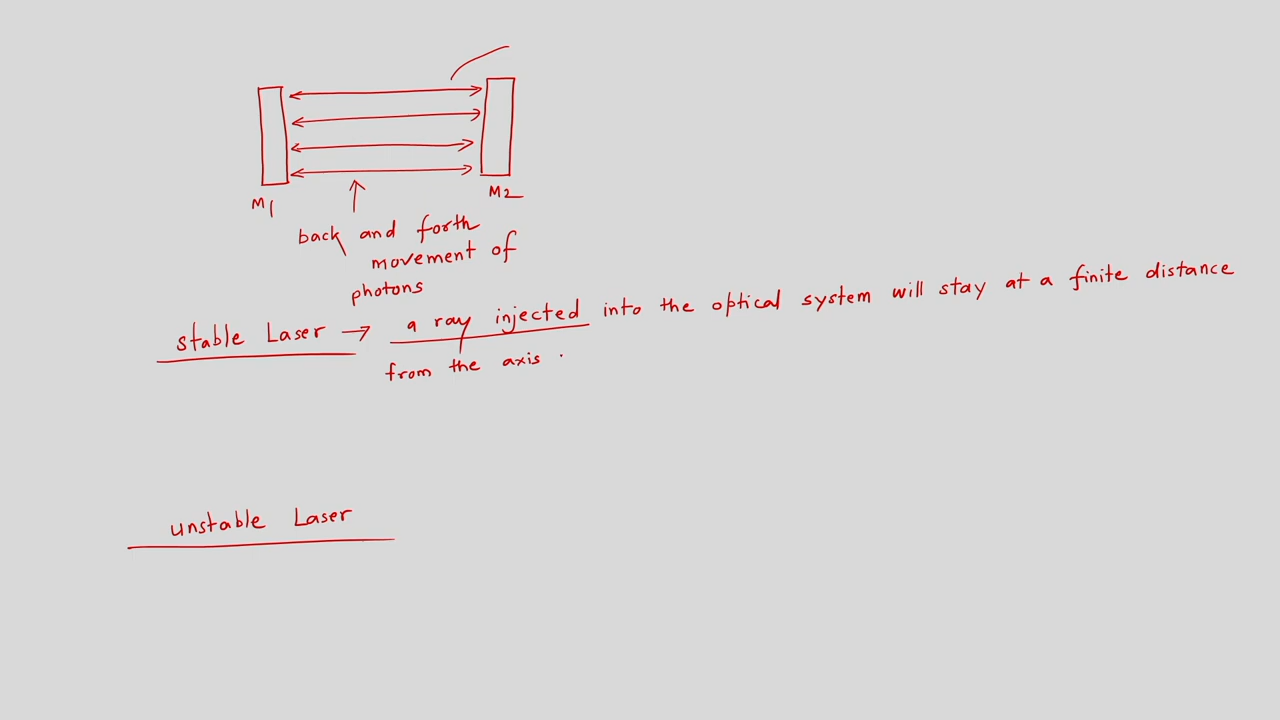 M1
M2
back and forth
movement of
photons
stable Laser → a ray injected into the optical system will stay at a finite distance
from the axis .
unstable Laser